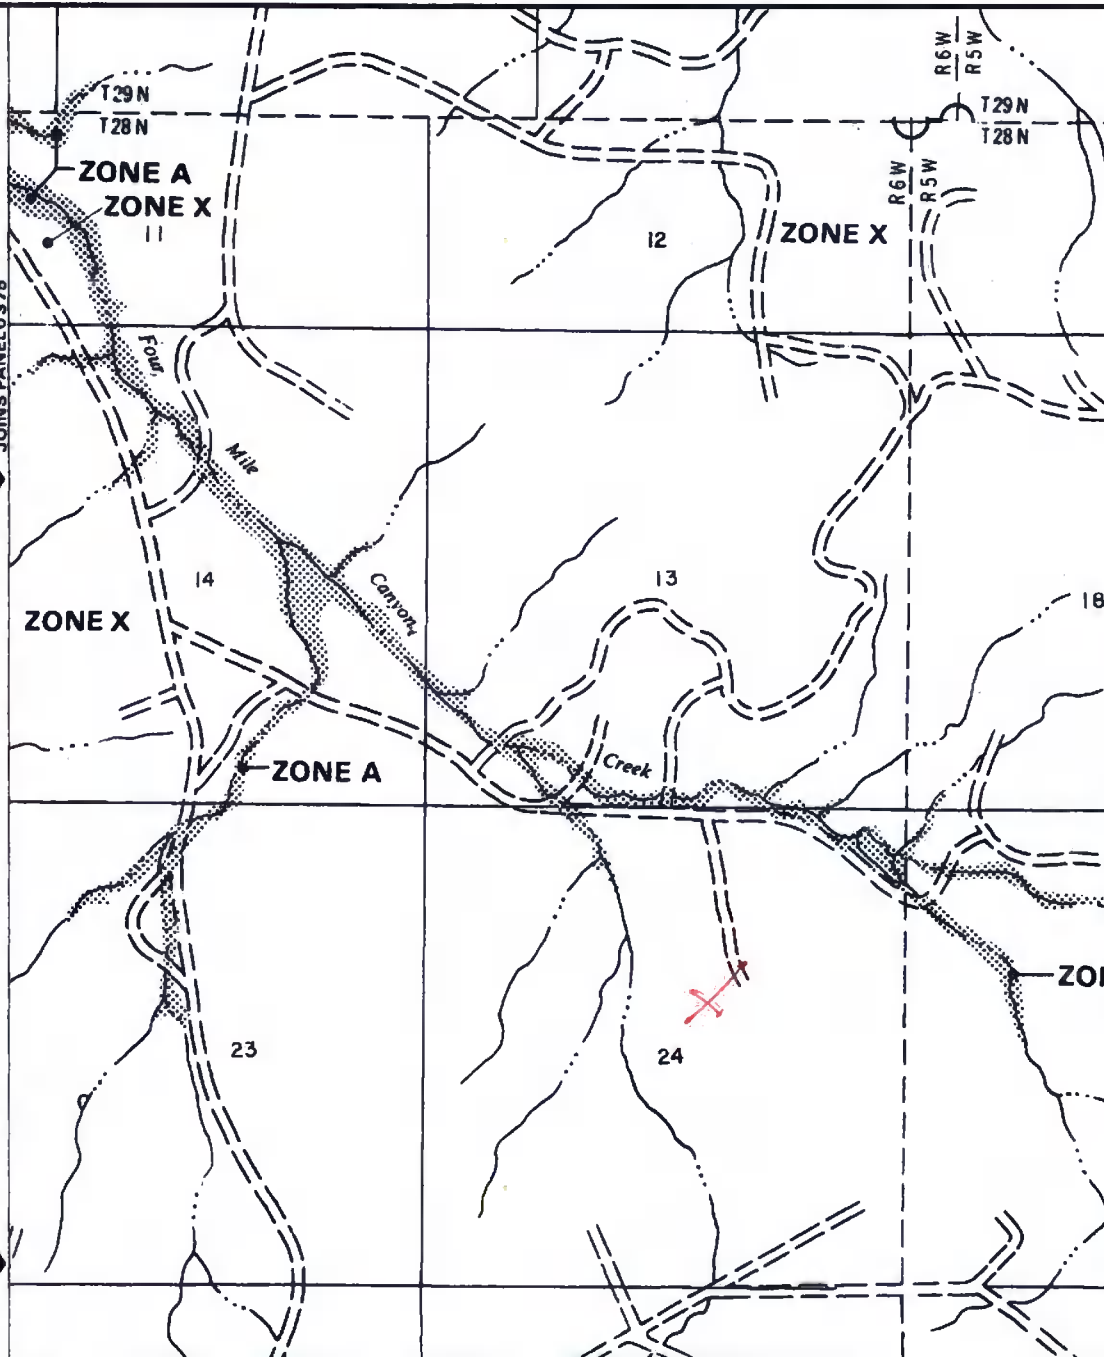 R6W
R5W
T29N
T28N
T29N
T28N
ZONE A
ZONE X
11
12
ZONE X
R6W
R5W
Four
Mile
14
13
18
Canyon
ZONE X
Creek
ZONE A
23
24